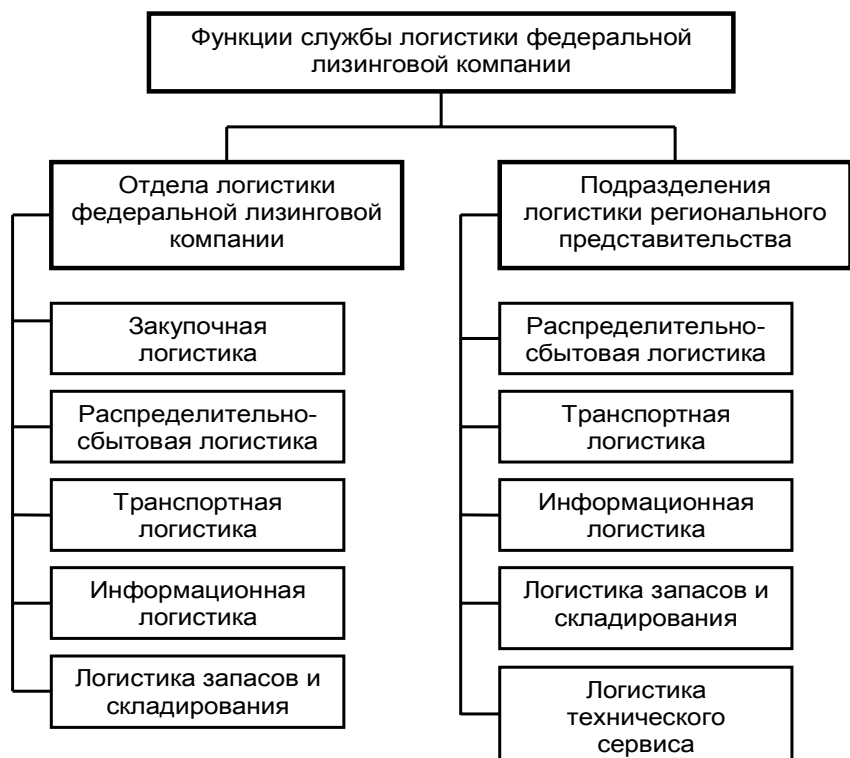 Функции службы логистики федеральной
лизинговой компании
Отдела логистики
федеральной лизинговой
компании
Закупочная
логистика
Распределительно-
сбытовая логистика
Транспортная
логистика
Информационная
логистика
Логистика запасов и
складирования
Подразделения
логистики регионального
представительства
Распределительно-
сбытовая логистика
Транспортная
логистика
Информационная
логистика
Логистика запасов и
складирования
Логистика
технического
сервиса